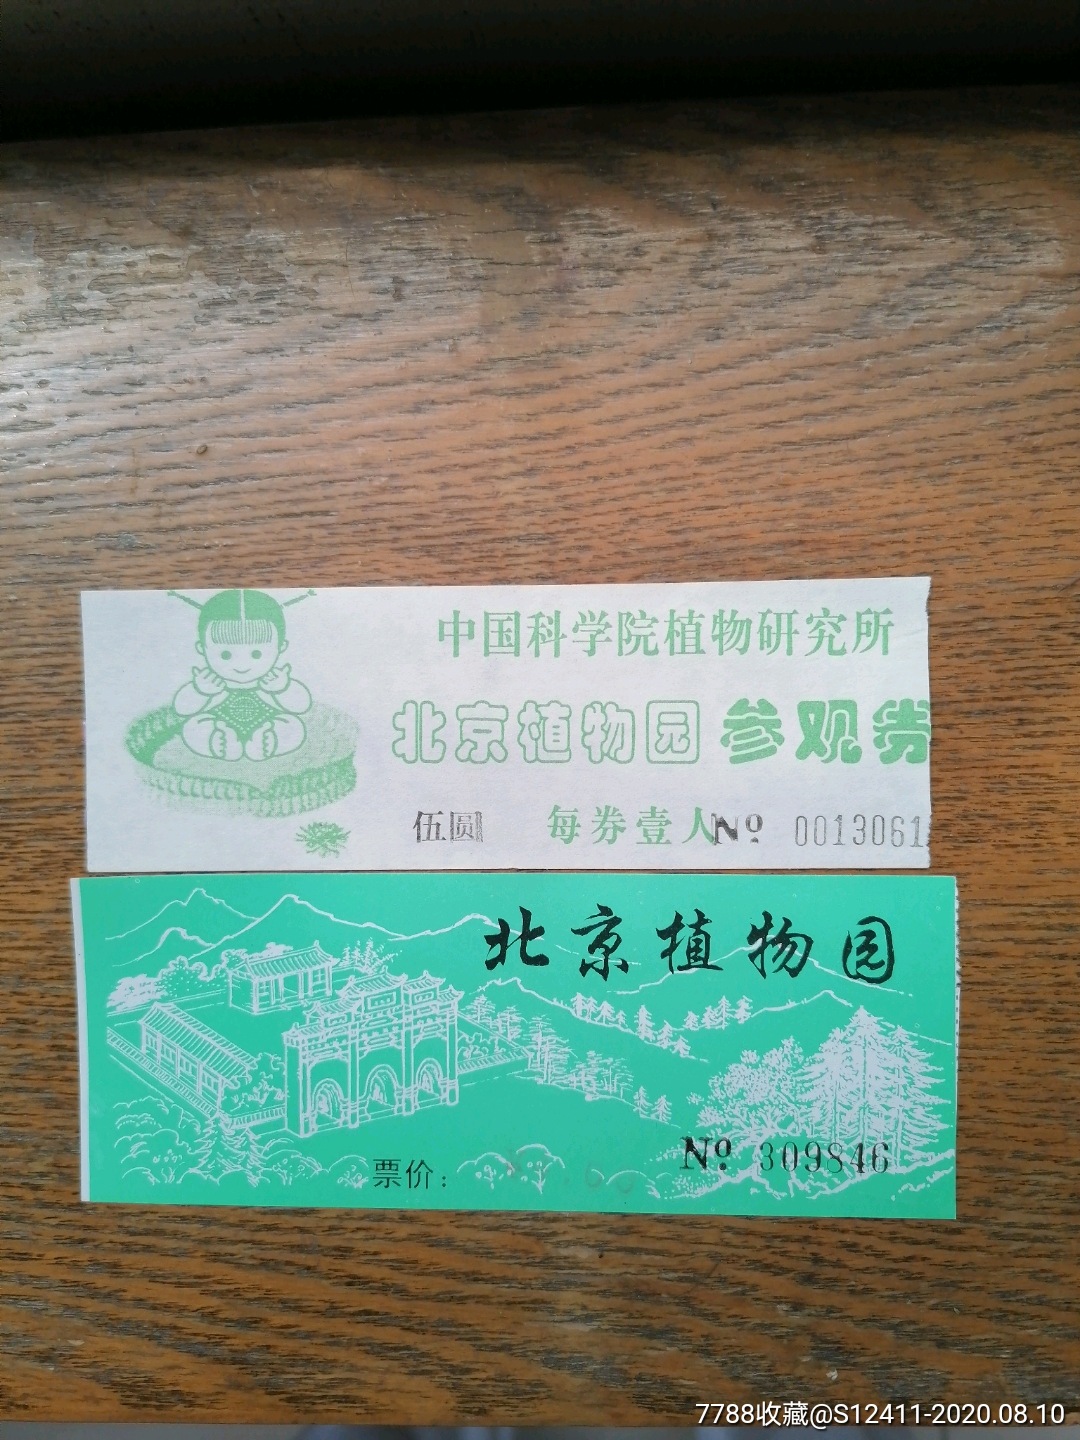 中国科学院植物研究所
北京植物园 参观券
伍圆 每券壹人 Nº 0013061
北京植物园
Nº 309846
票价：
7788收藏@S12411-2020.08.10